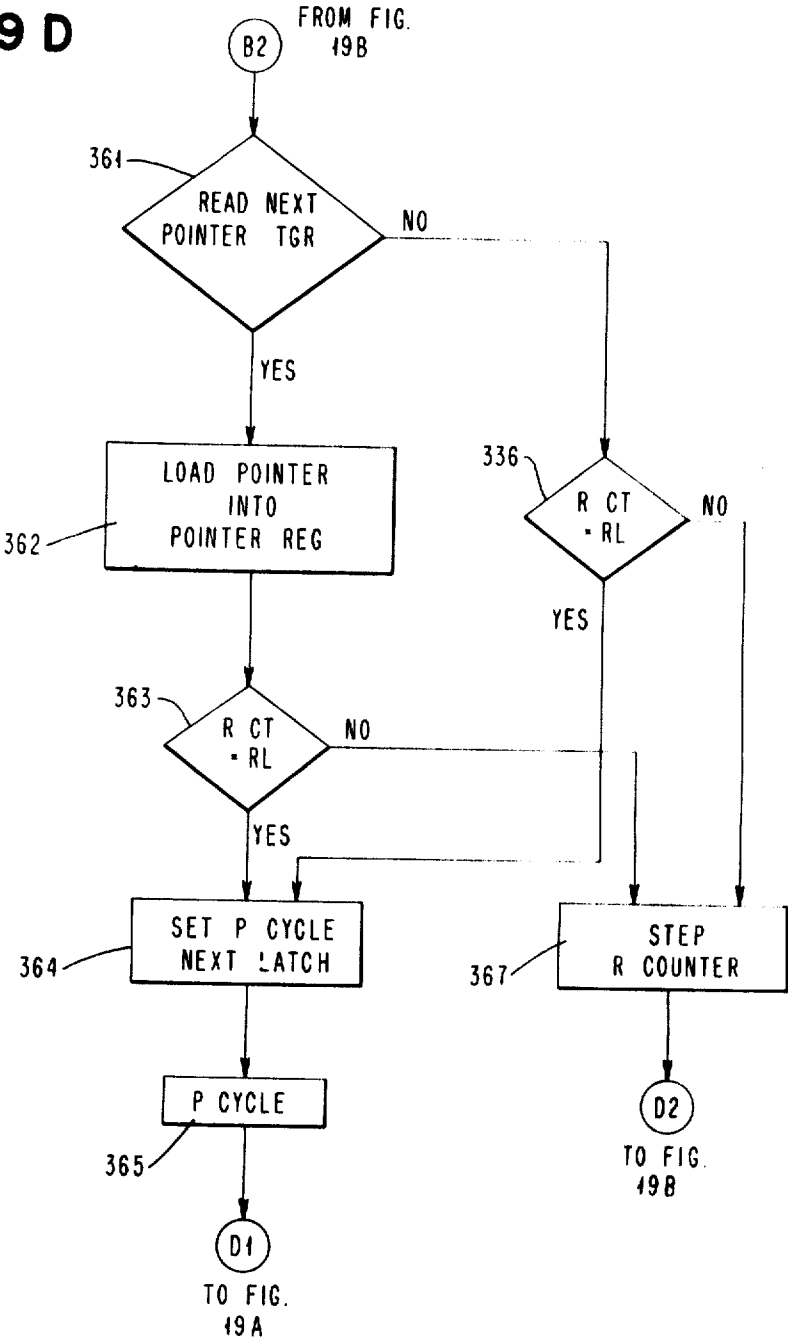 9 D
B2
FROM FIG.
19B
361
READ NEXT
POINTER TGR
NO
YES
LOAD POINTER
INTO
POINTER REG
362
336
R CT
= RL
NO
YES
363
R CT
= RL
NO
YES
SET P CYCLE
NEXT LATCH
364
STEP
R COUNTER
367
P CYCLE
365
D2
TO FIG.
19B
D1
TO FIG.
19A